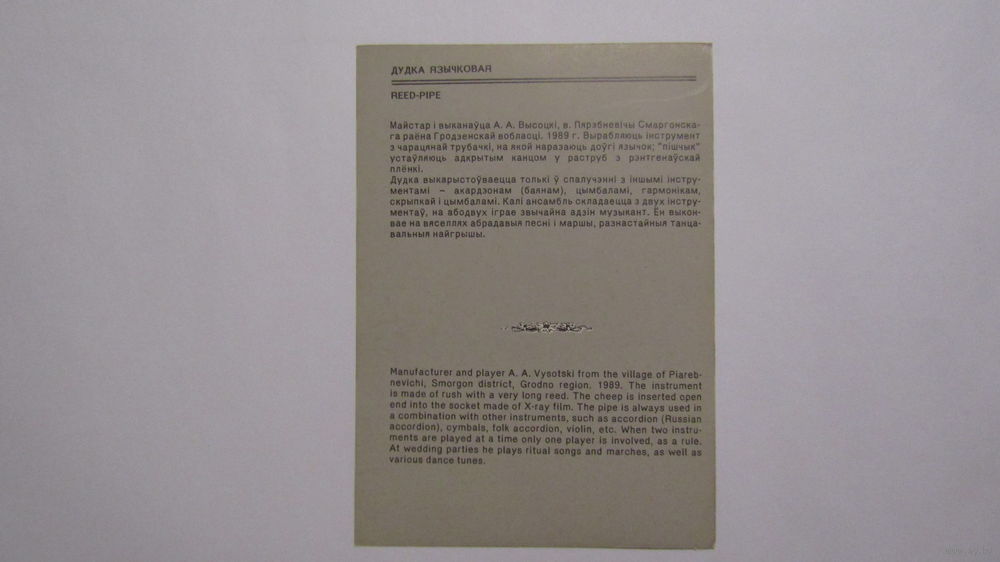 ДУДКА ЯЗЫЧКОВАЯ
REED-PIPE
Майстар і выканаўца А. А. Высоцкі, в. Пярэбневічы Смаргонска-
га раёна Гродзенскай вобласці. 1989 г. Вырабляюць інструмент
з чарацянай трубачкі, на якой наразаюць доўгі язычок; "пішчык"
устаўляюць адкрытым канцом у раструб з рэнтгенаўскай
плёнкі.
Дудка выкарыстоўваецца толькі ў спалучэнні з іншымі інстру-
ментамі – акардэонам (баянам), цымбаламі, гармонікам,
скрыпкай і цымбаламі. Калі ансамбль складаецца з двух інстру-
ментаў, на абодвух іграе звычайна адзін музыкант. Ён выкон-
вае на вяселлях абрадавыя песні і маршы, разнастайныя танца-
вальныя найгрышы.
Manufacturer and player A. A. Vysotski from the village of Piareb-
nevichi, Smorgon district, Grodno region. 1989. The instrument
is made of rush with a very long reed. The cheep is inserted open
end into the socket made of X-ray film. The pipe is always used in
a combination with other instruments, such as accordion (Russian
accordion), cymbals, folk accordion, violin, etc. When two instru-
ments are played at a time only one player is involved, as a rule.
At wedding parties he plays ritual songs and marches, as well as
various dance tunes.